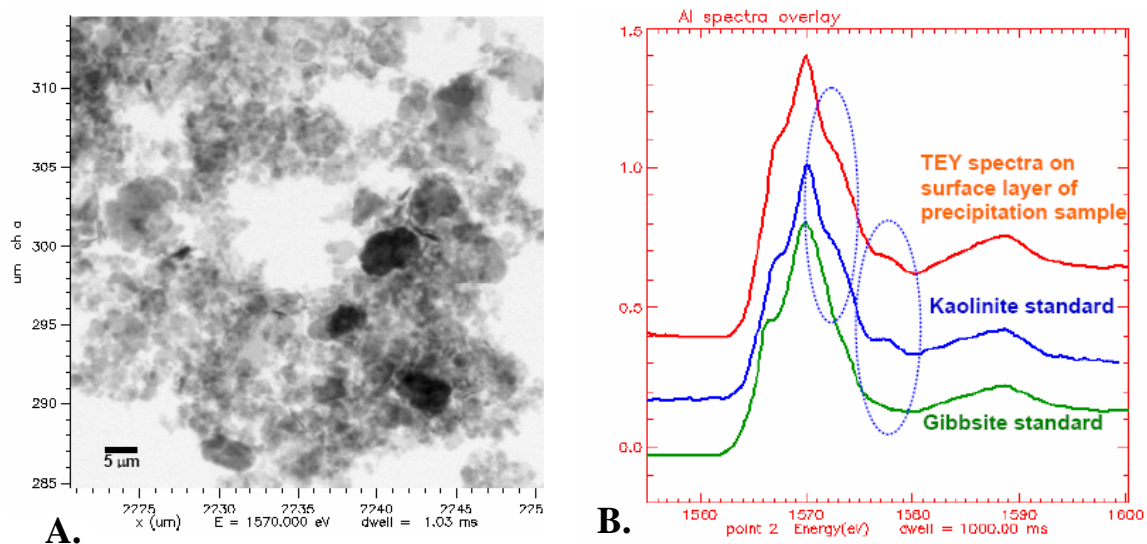 310
305
300
295
290
285
um ch a
5 µm
2225 2230 2235 2240 2245 225
x (um) E = 1570.000 eV dwell = 1.03 ms
A.
Al spectra overlay
1.5
1.0
0.5
0.0
TEY spectra on
surface layer of
precipitation sample
Kaolinite standard
Gibbsite standard
1560 1570 1580 1590 1600
point 2 Energy(eV) dwell = 1000.00 ms
B.